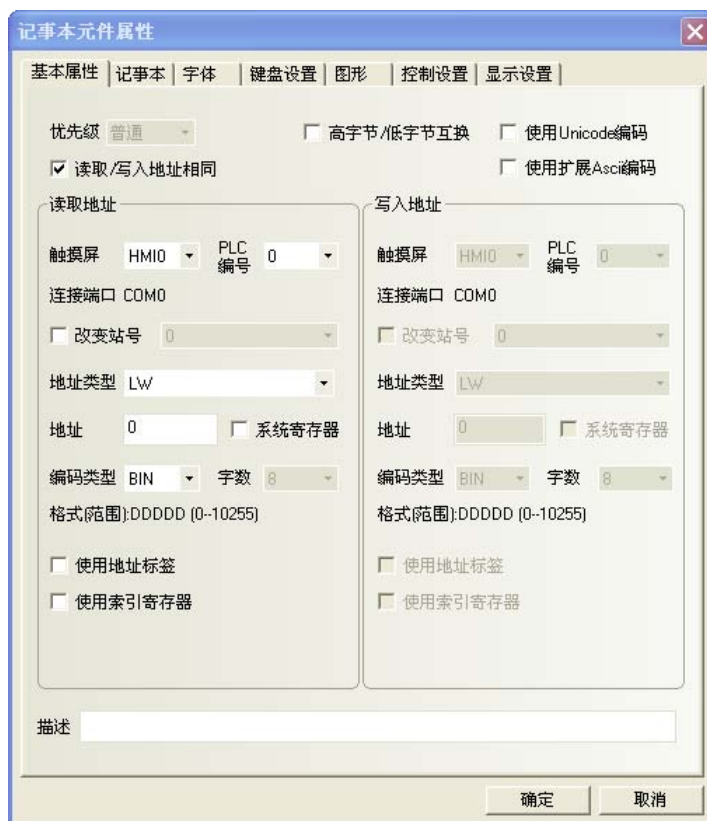 记事本元件属性
基本属性 记事本 字体 键盘设置 图形 控制设置 显示设置
优先级 普通 高字节/低字节互换 使用Unicode编码
读取/写入地址相同 使用扩展Ascii编码
读取地址
触摸屏 HMI0 PLC编号 0
连接端口 COM0
改变站号 0
地址类型 LW
地址 0 系统寄存器
编码类型 BIN 字数 8
格式(范围):DDDDD (0--10255)
使用地址标签
使用索引寄存器
写入地址
触摸屏 HMI0 PLC编号 0
连接端口 COM0
改变站号 0
地址类型 LW
地址 0 系统寄存器
编码类型 BIN 字数 8
格式(范围):DDDDD (0--10255)
使用地址标签
使用索引寄存器
描述
确定 取消